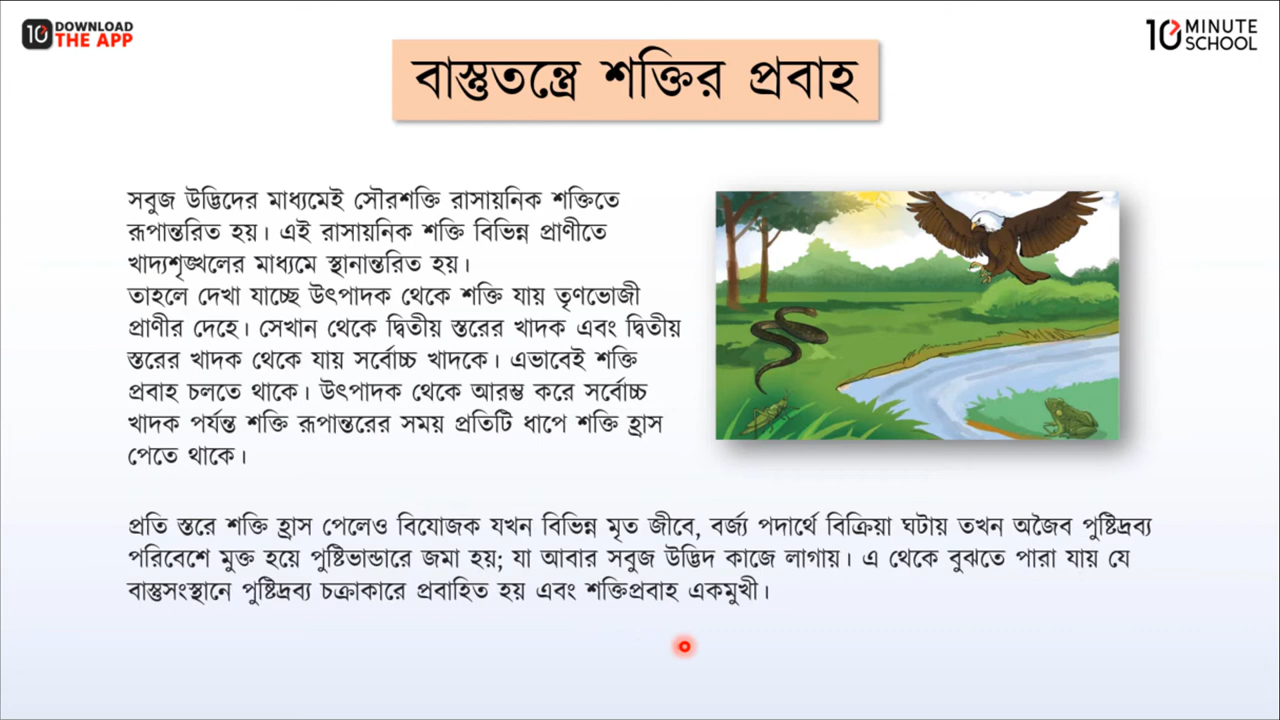 10 DOWNLOAD
THE APP
10 MINUTE
SCHOOL
বাস্তুতন্ত্রে শক্তির প্রবাহ
সবুজ উদ্ভিদের মাধ্যমেই সৌরশক্তি রাসায়নিক শক্তিতে
রূপান্তরিত হয়। এই রাসায়নিক শক্তি বিভিন্ন প্রাণীতে
খাদ্যশৃঙ্খলের মাধ্যমে স্থানান্তরিত হয়।
তাহলে দেখা যাচ্ছে উৎপাদক থেকে শক্তি যায় তৃণভোজী
প্রাণীর দেহে। সেখান থেকে দ্বিতীয় স্তরের খাদক এবং দ্বিতীয়
স্তরের খাদক থেকে যায় সর্বোচ্চ খাদকে। এভাবেই শক্তি
প্রবাহ চলতে থাকে। উৎপাদক থেকে আরম্ভ করে সর্বোচ্চ
খাদক পর্যন্ত শক্তি রূপান্তরের সময় প্রতিটি ধাপে শক্তি হ্রাস
পেতে থাকে।
প্রতি স্তরে শক্তি হ্রাস পেলেও বিযোজক যখন বিভিন্ন মৃত জীবে, বর্জ্য পদার্থে বিক্রিয়া ঘটায় তখন অজৈব পুষ্টিদ্রব্য
পরিবেশে মুক্ত হয়ে পুষ্টিভান্ডারে জমা হয়; যা আবার সবুজ উদ্ভিদ কাজে লাগায়। এ থেকে বুঝতে পারা যায় যে
বাস্তুসংস্থানে পুষ্টিদ্রব্য চক্রাকারে প্রবাহিত হয় এবং শক্তিপ্রবাহ একমুখী।